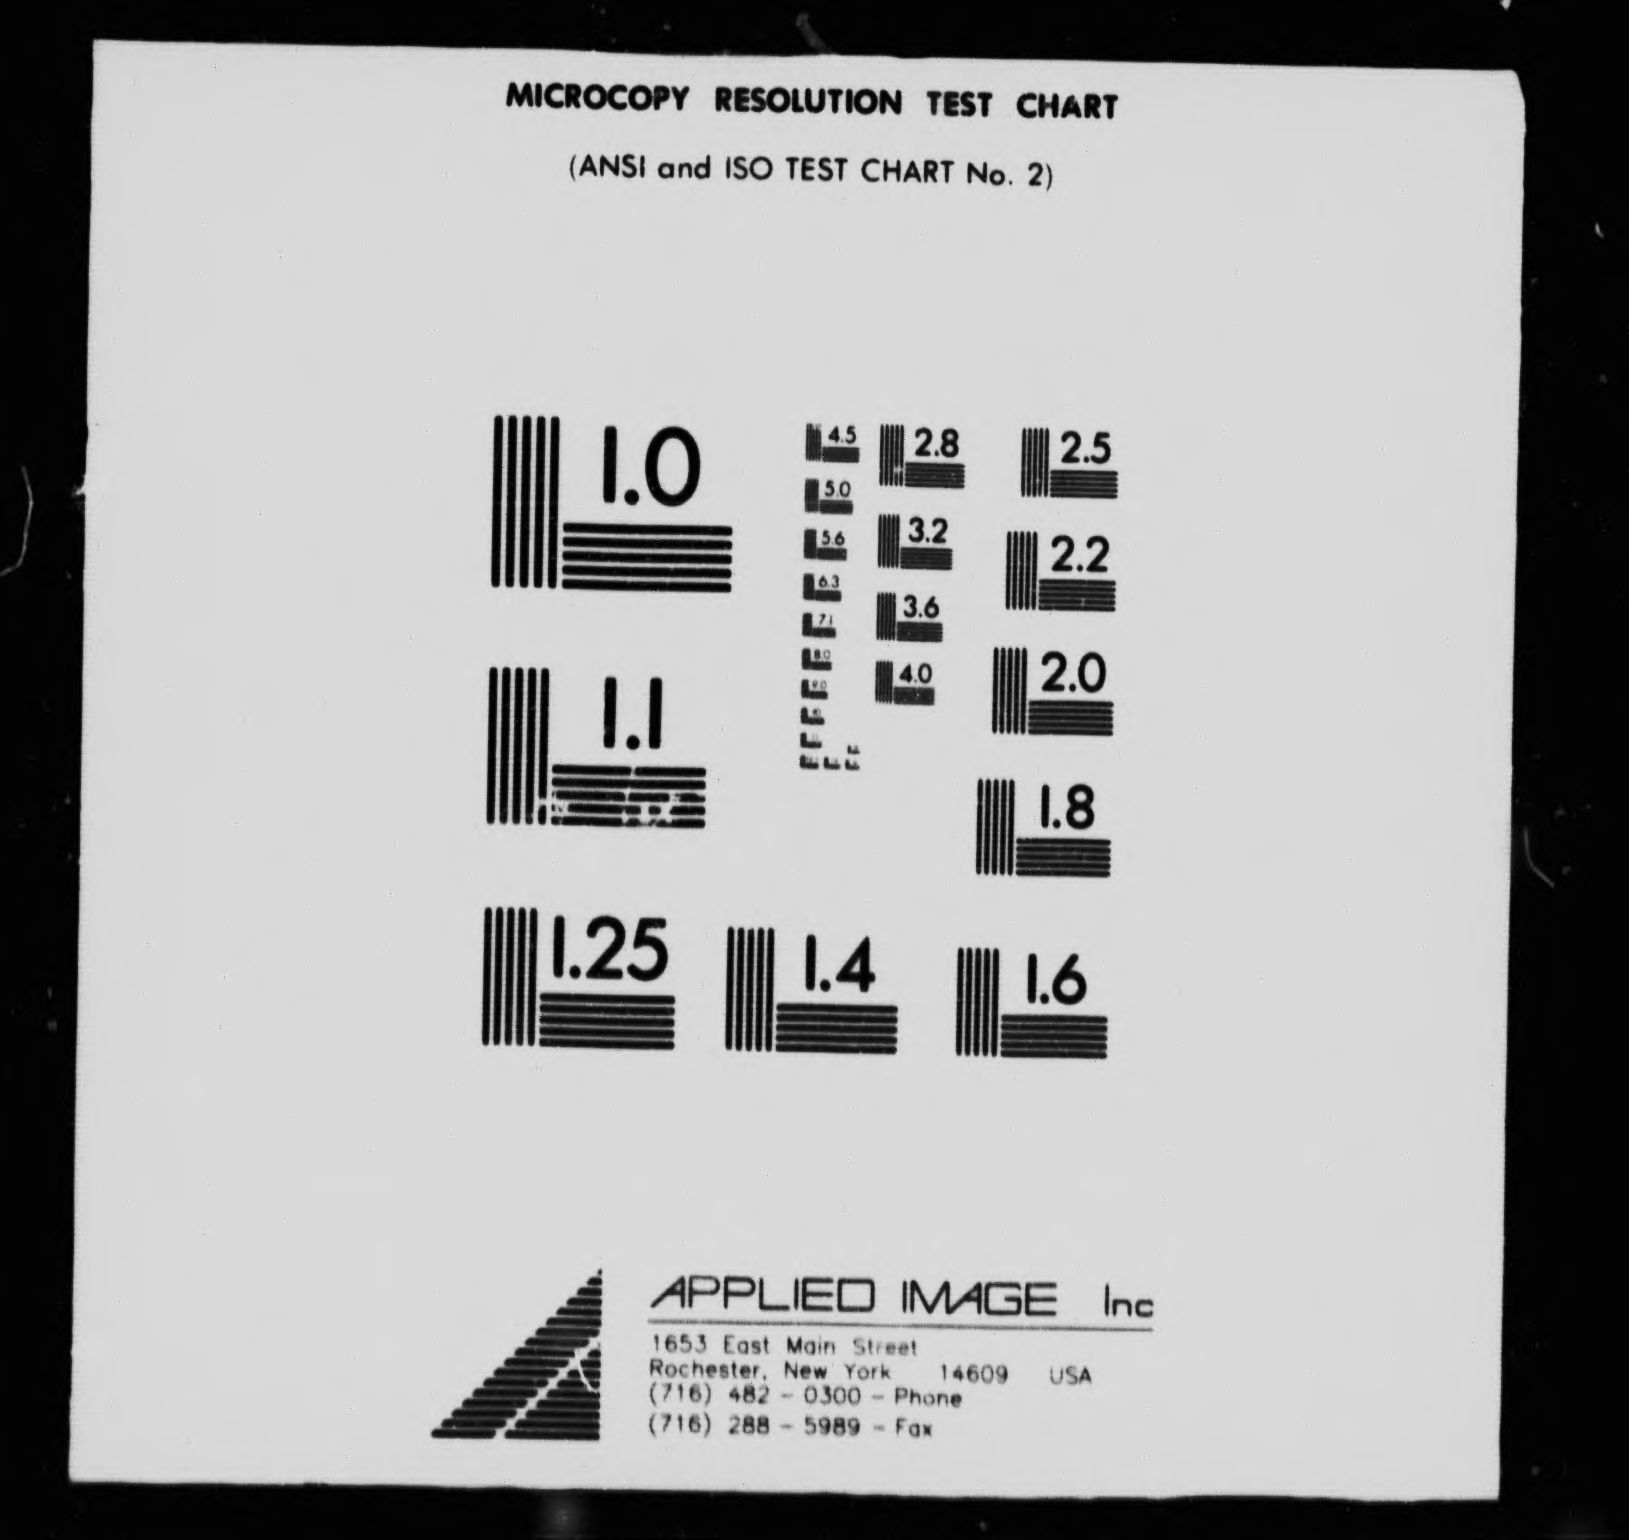 MICROCOPY RESOLUTION TEST CHART
(ANSI and ISO TEST CHART No. 2)
1.0
1.1
1.25
1.4
1.6
1.8
2.0
2.2
2.5
2.8
3.2
3.6
4.0
4.5
5.0
5.6
6.3
7.1
8.0
9.0
APPLIED IMAGE Inc
1653 East Main Street
Rochester, New York 14609 USA
(716) 482 - 0300 - Phone
(716) 288 - 5989 - Fax